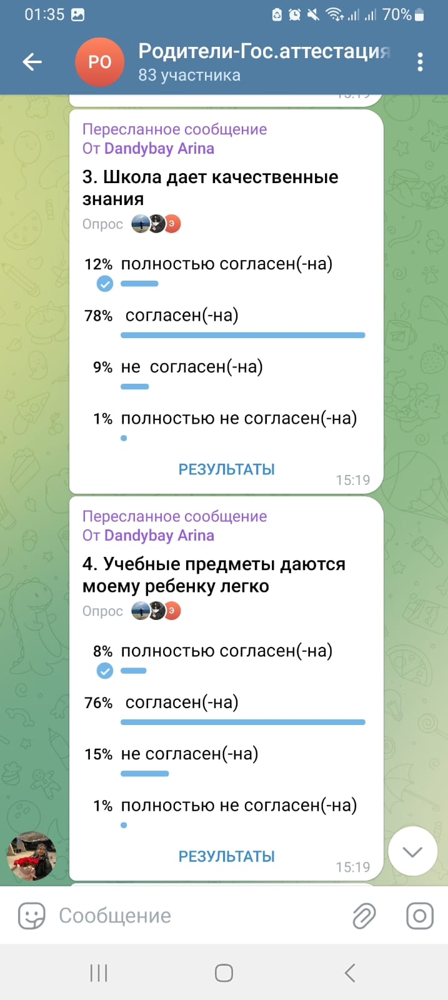 01:35
70%
РО
Родители-Гос.аттестация
83 участника
Пересланное сообщение
От Dandybay Arina
3. Школа дает качественные
знания
Опрос
Э
12% полностью согласен(-на)
78% согласен(-на)
9% не согласен(-на)
1% полностью не согласен(-на)
РЕЗУЛЬТАТЫ
15:19
Пересланное сообщение
От Dandybay Arina
4. Учебные предметы даются
моему ребенку легко
Опрос
Э
8% полностью согласен(-на)
76% согласен(-на)
15% не согласен(-на)
1% полностью не согласен(-на)
РЕЗУЛЬТАТЫ
15:19
Сообщение